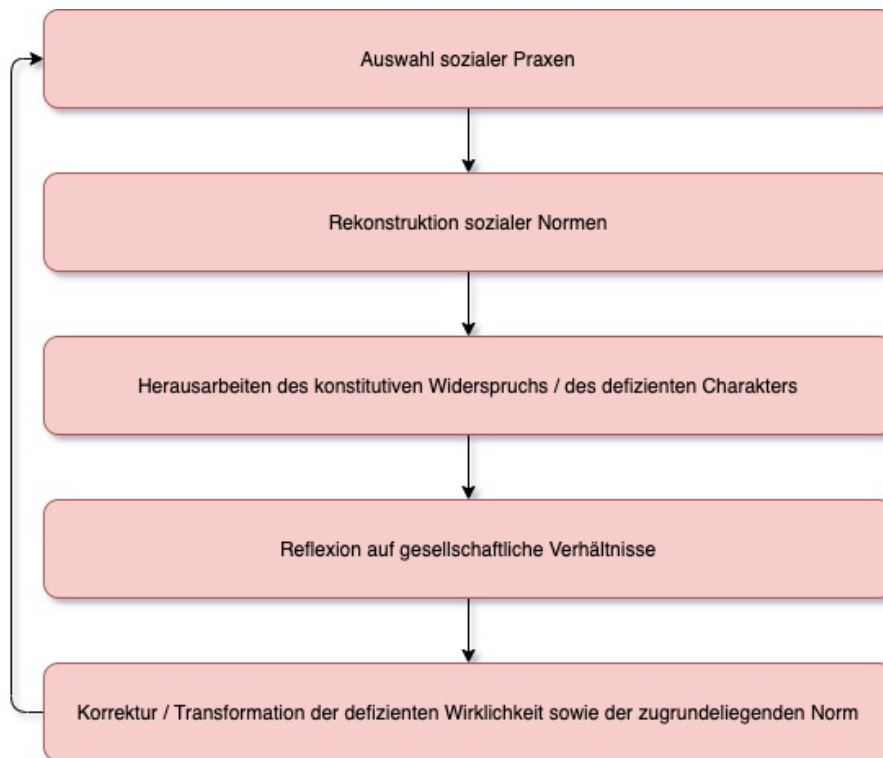 Auswahl sozialer Praxen
Rekonstruktion sozialer Normen
Herausarbeiten des konstitutiven Widerspruchs / des defizienten Charakters
Reflexion auf gesellschaftliche Verhältnisse
Korrektur / Transformation der defizienten Wirklichkeit sowie der zugrundeliegenden Norm